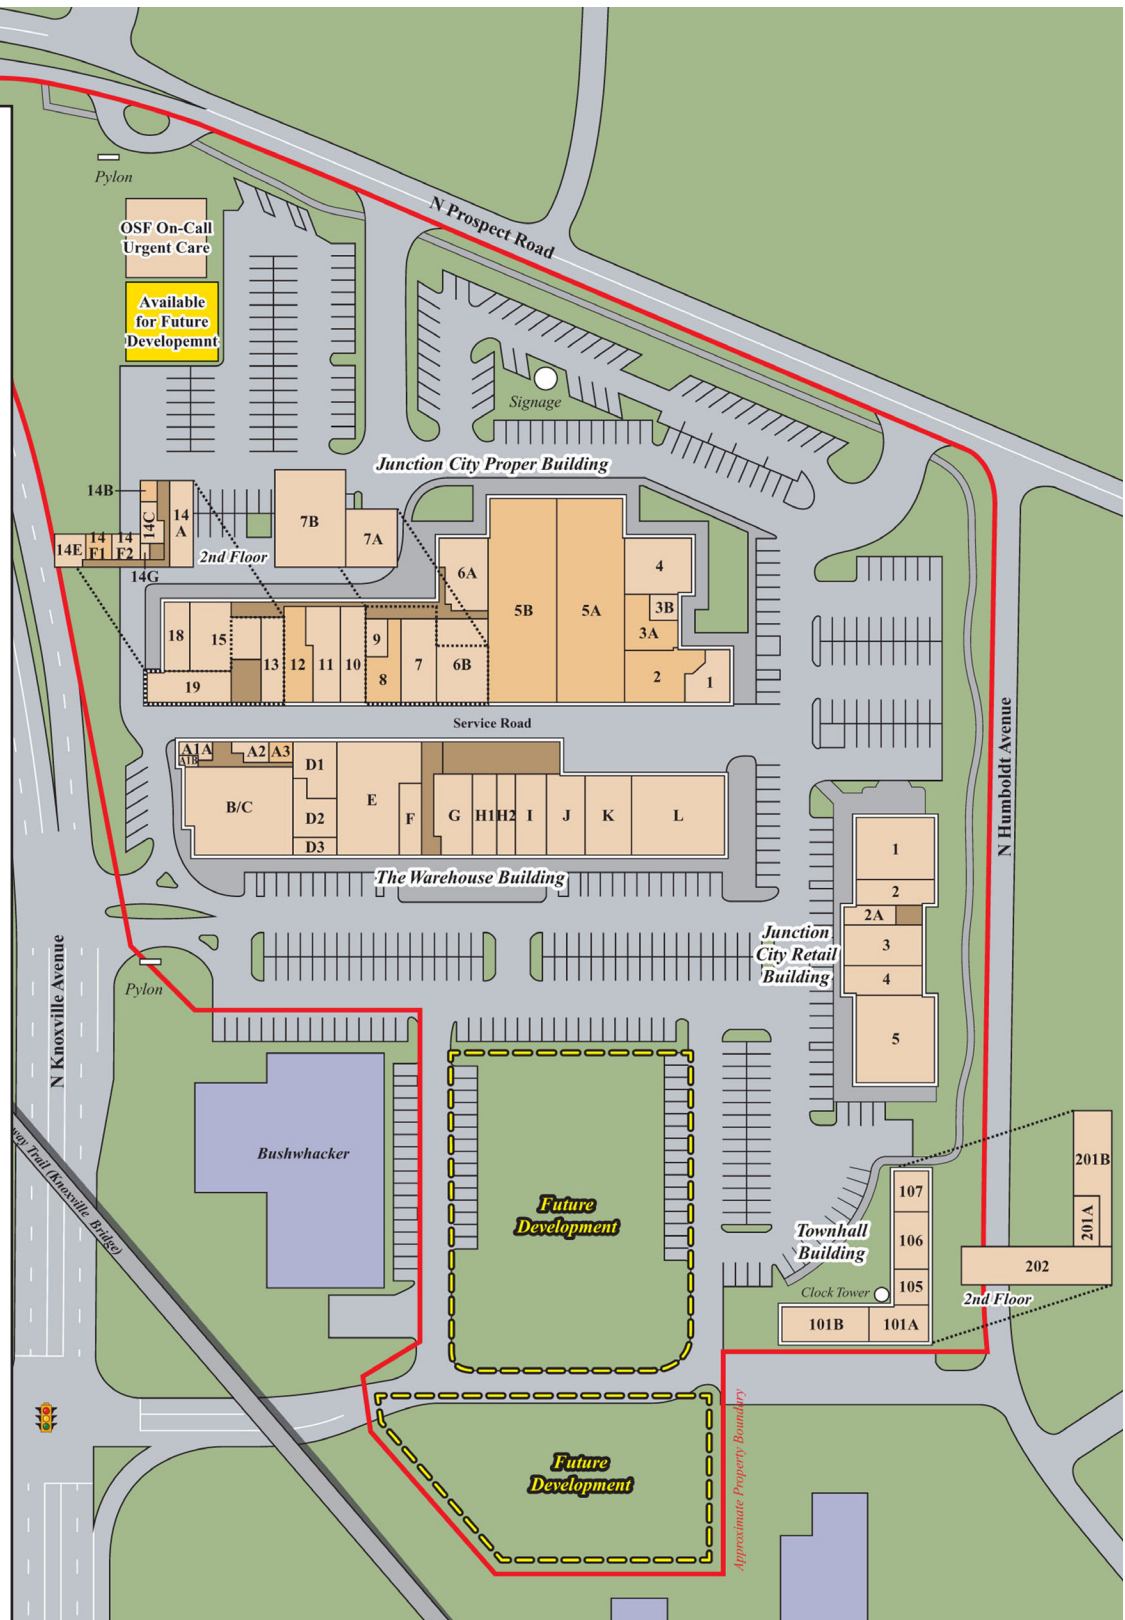 N Prospect Road
Pylon
OSF On-Call
Urgent Care
Available
for Future
Developemnt
Signage
Junction City Proper Building
14B
14C
14
A
14E
14
F1
14
F2
14G
2nd Floor
7B
7A
6A
5B
5A
4
3B
3A
18
15
13
12
11
10
9
8
7
6B
2
1
19
Service Road
A1A
A1B
A2
A3
D1
B/C
D2
D3
E
F
G
H1
H2
I
J
K
L
The Warehouse Building
N Humboldt Avenue
1
2
2A
3
4
5
Junction
City Retail
Building
N Knoxville Avenue
Pylon
Bushwhacker
way Trail (Knoxville Bridge)
Future
Development
Townhall
Building
Clock Tower
107
106
105
101B
101A
201B
201A
202
2nd Floor
Future
Development
Approximate Property Boundary